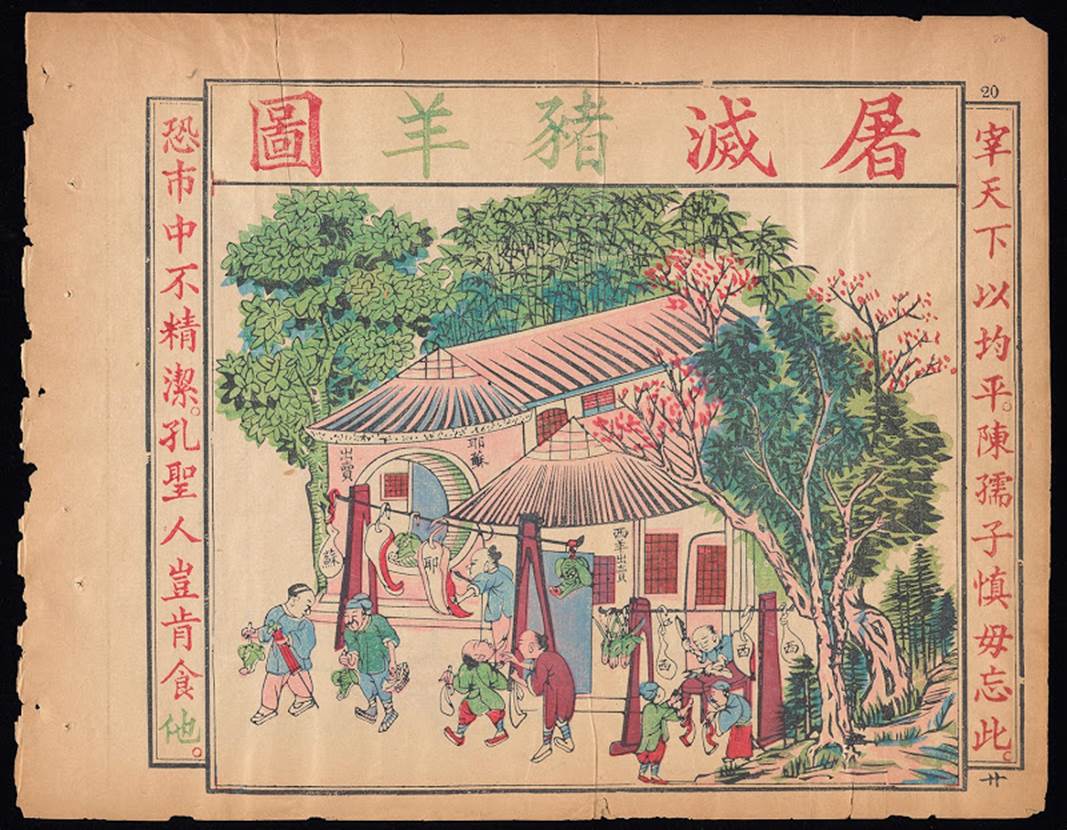 屠滅豬羊圖
20
宰天下以均平。陳孺子慎毋忘此。
恐市中不精潔。孔聖人豈肯食他。
出賣
耶蘇
西羊出賣
蘇
耶
西
西
西
廿